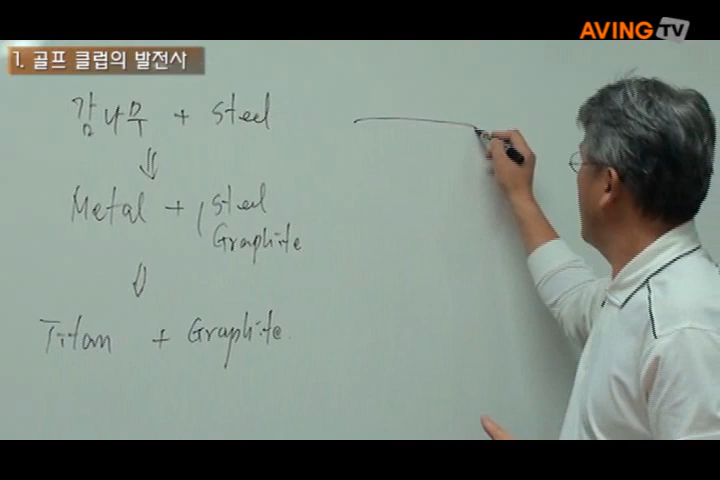 AVING TV
1. 골프 클럽의 발전사
감나무 + Steel
⇓
Metal + ( Steel
Graphite
⇓
Titan + Graphite.